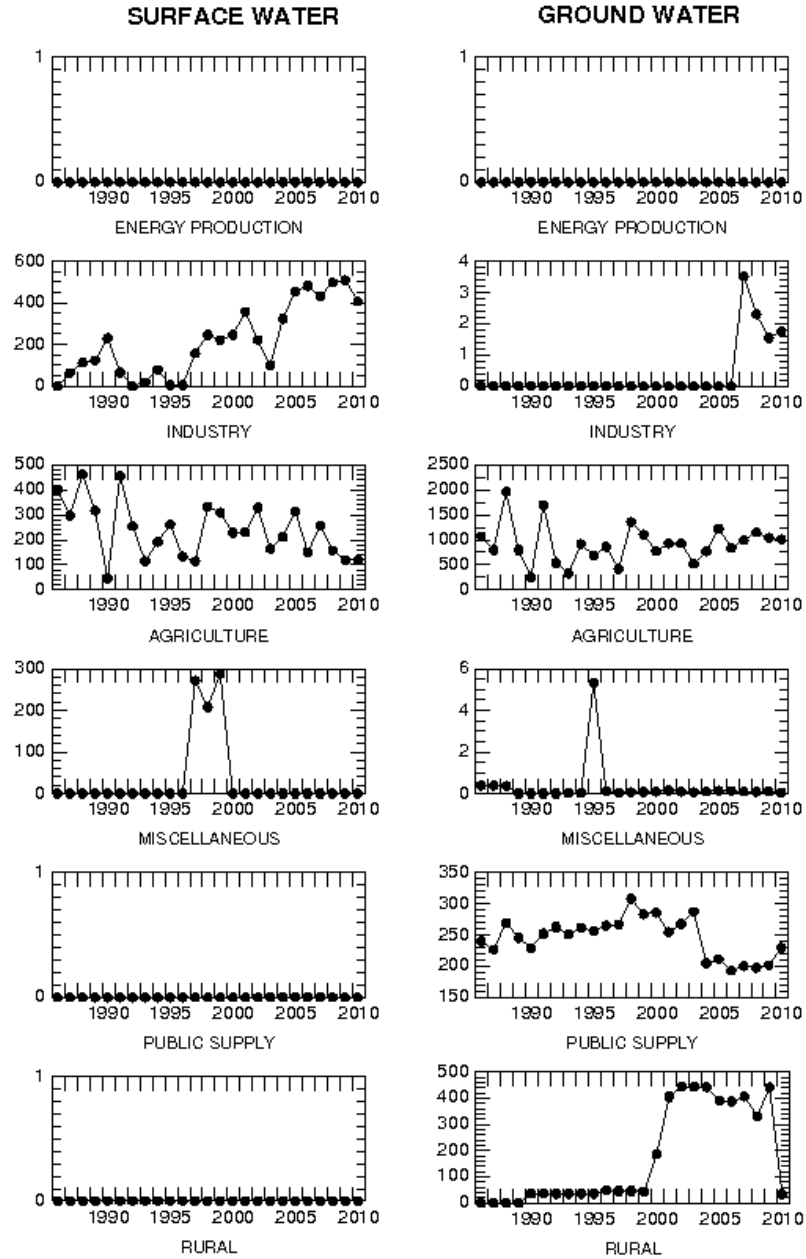 SURFACE WATER GROUND WATER
1 1
0 0
1990 1995 2000 2005 2010 1990 1995 2000 2005 2010
ENERGY PRODUCTION ENERGY PRODUCTION
600 4
400 3
200 2
0 1
0
1990 1995 2000 2005 2010 1990 1995 2000 2005 2010
INDUSTRY INDUSTRY
500 2500
400 2000
300 1500
200 1000
100 500
0 0
1990 1995 2000 2005 2010 1990 1995 2000 2005 2010
AGRICULTURE AGRICULTURE
300 6
200 4
100 2
0 0
1990 1995 2000 2005 2010 1990 1995 2000 2005 2010
MISCELLANEOUS MISCELLANEOUS
1 350
300
250
200
0 150
1990 1995 2000 2005 2010 1990 1995 2000 2005 2010
PUBLIC SUPPLY PUBLIC SUPPLY
1 500
400
300
200
100
0 0
1990 1995 2000 2005 2010 1990 1995 2000 2005 2010
RURAL RURAL